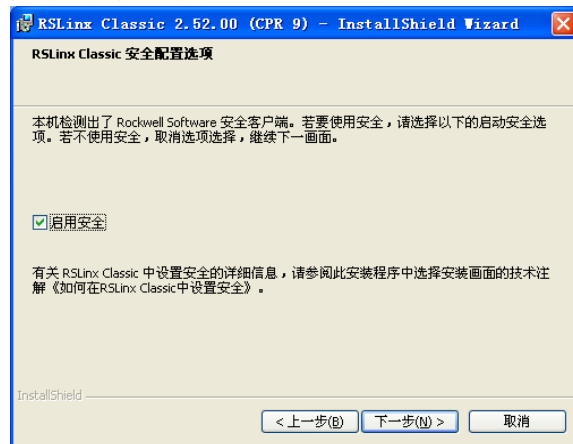 RSLinx Classic 2.52.00 (CPR 9) - InstallShield Wizard
RSLinx Classic 安全配置选项
本机检测出了 Rockwell Software 安全客户端。若要使用安全，请选择以下的启动安全选
项。若不使用安全，取消选项选择，继续下一画面。
启用安全
有关 RSLinx Classic 中设置安全的详细信息，请参阅此安装程序中选择安装画面的技术注
解《如何在RSLinx Classic中设置安全》。
InstallShield
<上一步(B) 下一步(N) > 取消